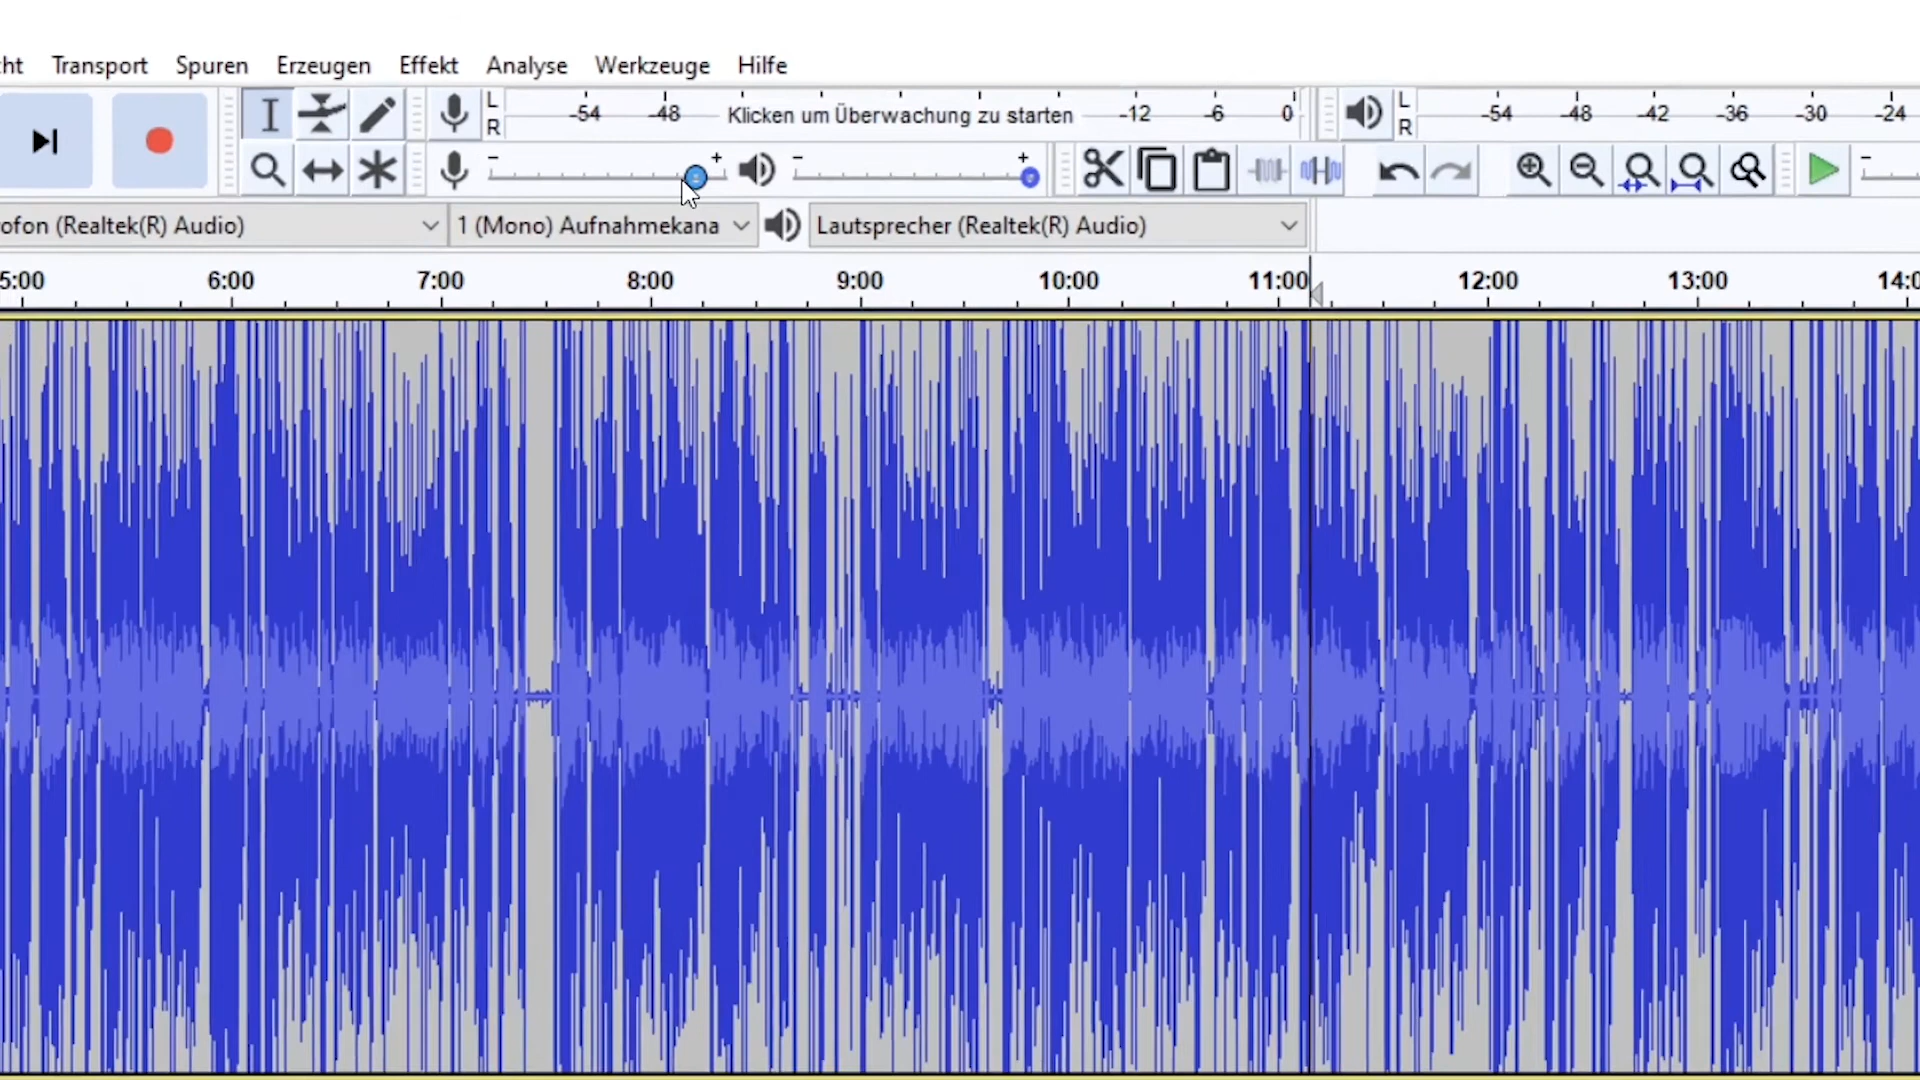 ht Transport Spuren Erzeugen Effekt Analyse Werkzeuge Hilfe
L R -54 -48 Klicken um Überwachung zu starten -12 -6 0 L R -54 -48 -42 -36 -30 -24
- + - + -
ofon (Realtek(R) Audio) 1 (Mono) Aufnahmekana Lautsprecher (Realtek(R) Audio)
5:00 6:00 7:00 8:00 9:00 10:00 11:00 12:00 13:00 14:0